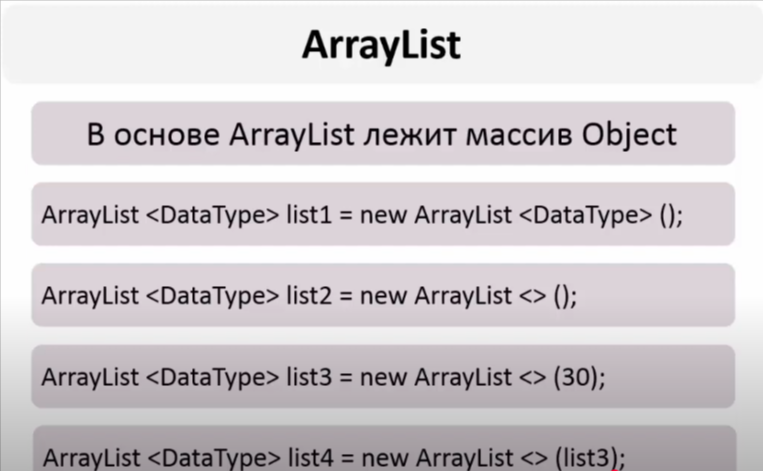 ArrayList
В основе ArrayList лежит массив Object
ArrayList <DataType> list1 = new ArrayList <DataType> ();
ArrayList <DataType> list2 = new ArrayList <> ();
ArrayList <DataType> list3 = new ArrayList <> (30);
ArrayList <DataType> list4 = new ArrayList <> (list3);